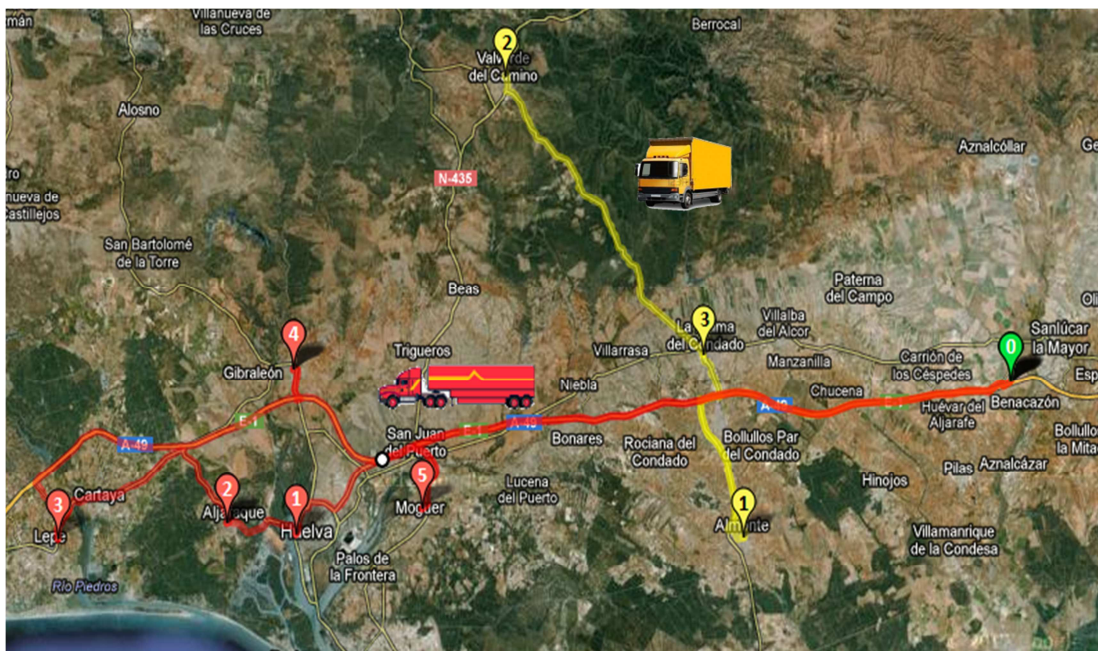 Villanueva de
las Cruces
Berrocal
2
Valverde
del Camino
Alosno
Aznalcóllar
N-435
San Bartolomé
de la Torre
Beas
Paterna
del Campo
3
La Palma
del Condado
Villalba
del Alcor
Sanlúcar
la Mayor
0
4
Gibraleón
Trigueros
Villarrasa
Manzanilla
Carrión de
los Céspedes
Niebla
Chucena
Benacazón
E-1
A-49
A-49
E-1
A-49
E-1
Huévar del
Aljarafe
San Juan
del Puerto
Bonares
Rociana del
Condado
Bollullos Par
del Condado
Pilas
Aznalcázar
Hinojos
Cartaya
3
2
1
5
Lepe
Aljaraque
Huelva
Moguer
Lucena
del Puerto
1
Almonte
Villamanrique
de la Condesa
Palos de
la Frontera
Río Piedras